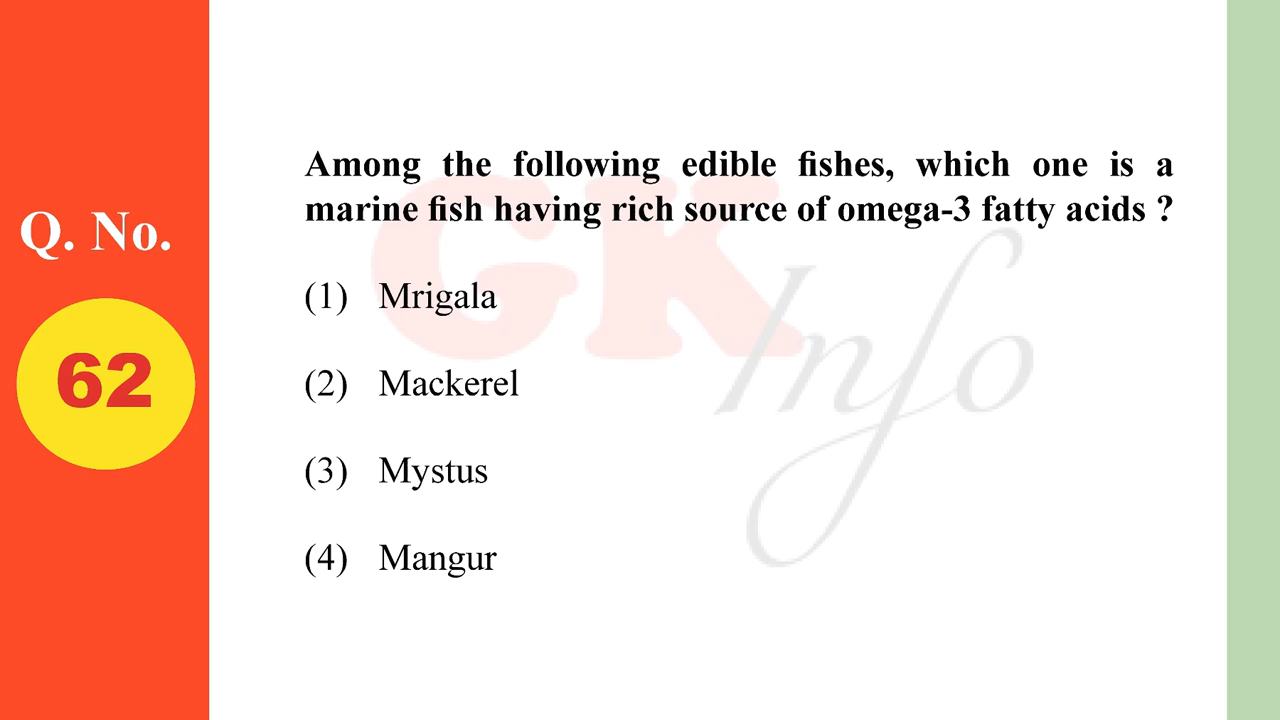 Q. No.
62
Among the following edible fishes, which one is a
marine fish having rich source of omega-3 fatty acids ?
(1) Mrigala
(2) Mackerel
(3) Mystus
(4) Mangur
GK
Info